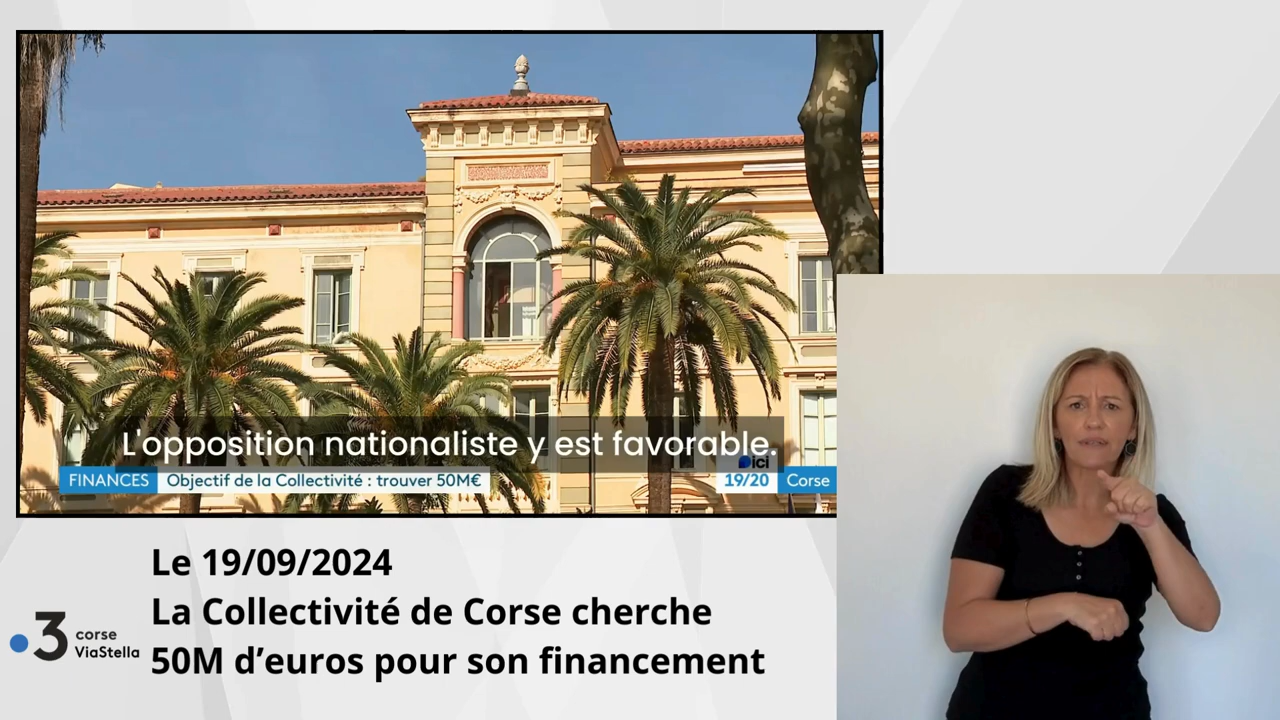 L'opposition nationaliste y est favorable.
ici
FINANCES Objectif de la Collectivité : trouver 50M€ 19/20 Corse
Le 19/09/2024
La Collectivité de Corse cherche
50M d'euros pour son financement
3 corse
ViaStella